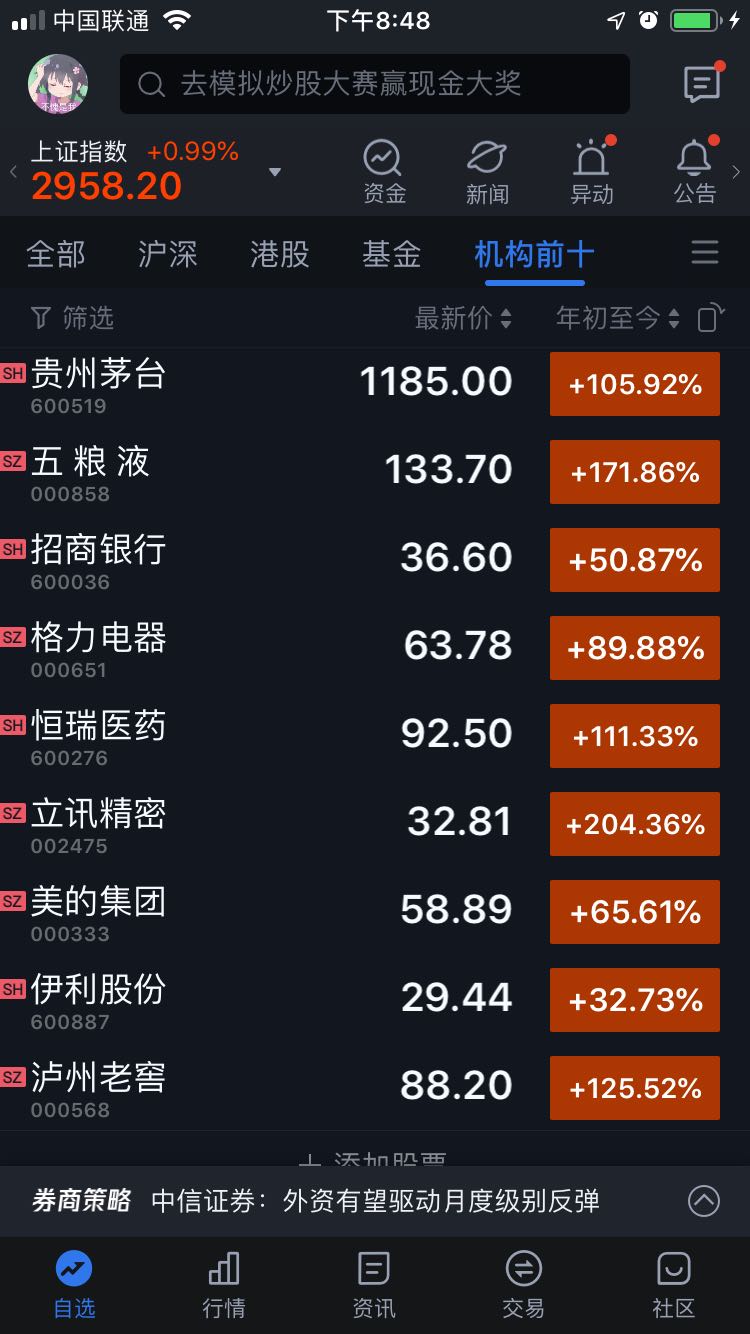 中国联通 下午8:48
不愧是我
去模拟炒股大赛赢现金大奖
上证指数 +0.99%
2958.20
资金 新闻 异动 公告
全部 沪深 港股 基金 机构前十
筛选 最新价 年初至今
SH 贵州茅台 1185.00 +105.92%
600519
SZ 五 粮 液 133.70 +171.86%
000858
SH 招商银行 36.60 +50.87%
600036
SZ 格力电器 63.78 +89.88%
000651
SH 恒瑞医药 92.50 +111.33%
600276
SZ 立讯精密 32.81 +204.36%
002475
SZ 美的集团 58.89 +65.61%
000333
SH 伊利股份 29.44 +32.73%
600887
SZ 泸州老窖 88.20 +125.52%
000568
添加股票
券商策略 中信证券：外资有望驱动月度级别反弹
自选 行情 资讯 交易 社区